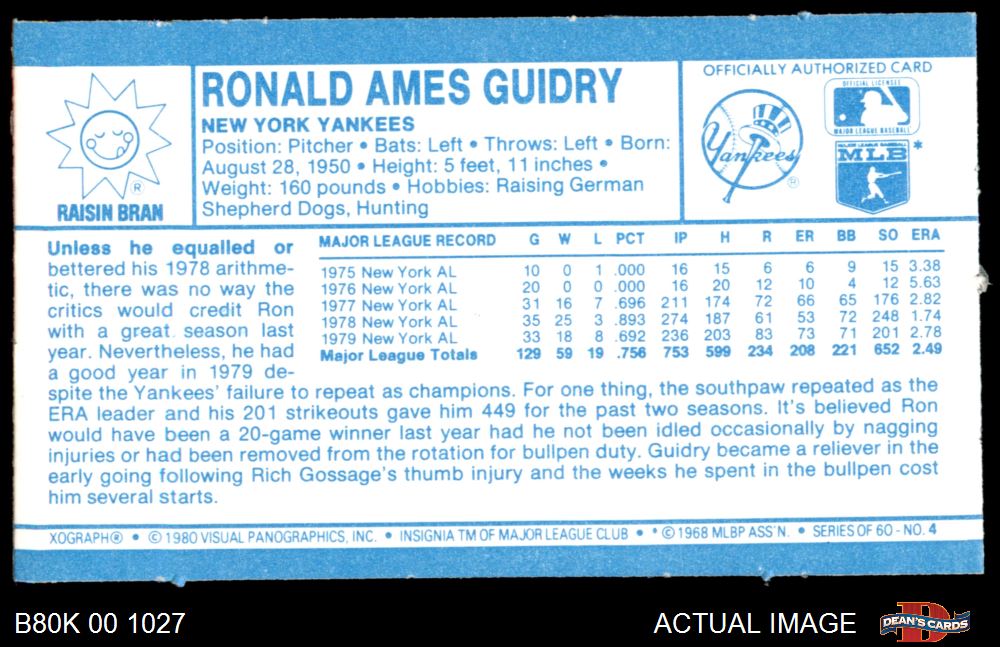 RONALD AMES GUIDRY
NEW YORK YANKEES
Position: Pitcher • Bats: Left • Throws: Left • Born:
August 28, 1950 • Height: 5 feet, 11 inches •
Weight: 160 pounds • Hobbies: Raising German
Shepherd Dogs, Hunting
®
RAISIN BRAN
OFFICIALLY AUTHORIZED CARD
Yankees
®
OFFICIAL LICENSEE
MAJOR LEAGUE BASEBALL
MAJOR LEAGUE BASEBALL
MLB *
Unless he equalled or
bettered his 1978 arithme-
tic, there was no way the
critics would credit Ron
with a great season last
year. Nevertheless, he had
a good year in 1979 de-
spite the Yankees' failure to repeat as champions. For one thing, the southpaw repeated as the
ERA leader and his 201 strikeouts gave him 449 for the past two seasons. It's believed Ron
would have been a 20-game winner last year had he not been idled occasionally by nagging
injuries or had been removed from the rotation for bullpen duty. Guidry became a reliever in the
early going following Rich Gossage's thumb injury and the weeks he spent in the bullpen cost
him several starts.
MAJOR LEAGUE RECORD G W L PCT IP H R ER BB SO ERA
1975 New York AL 10 0 1 .000 16 15 6 6 9 15 3.38
1976 New York AL 20 0 0 .000 16 20 12 10 4 12 5.63
1977 New York AL 31 16 7 .696 211 174 72 66 65 176 2.82
1978 New York AL 35 25 3 .893 274 187 61 53 72 248 1.74
1979 New York AL 33 18 8 .692 236 203 83 73 71 201 2.78
Major League Totals 129 59 19 .756 753 599 234 208 221 652 2.49
XOGRAPH® • © 1980 VISUAL PANOGRAPHICS, INC. • INSIGNIA TM OF MAJOR LEAGUE CLUB • * © 1968 MLBP ASS'N. • SERIES OF 60 - NO. 4
B80K 00 1027
ACTUAL IMAGE
D
DEAN'S CARDS